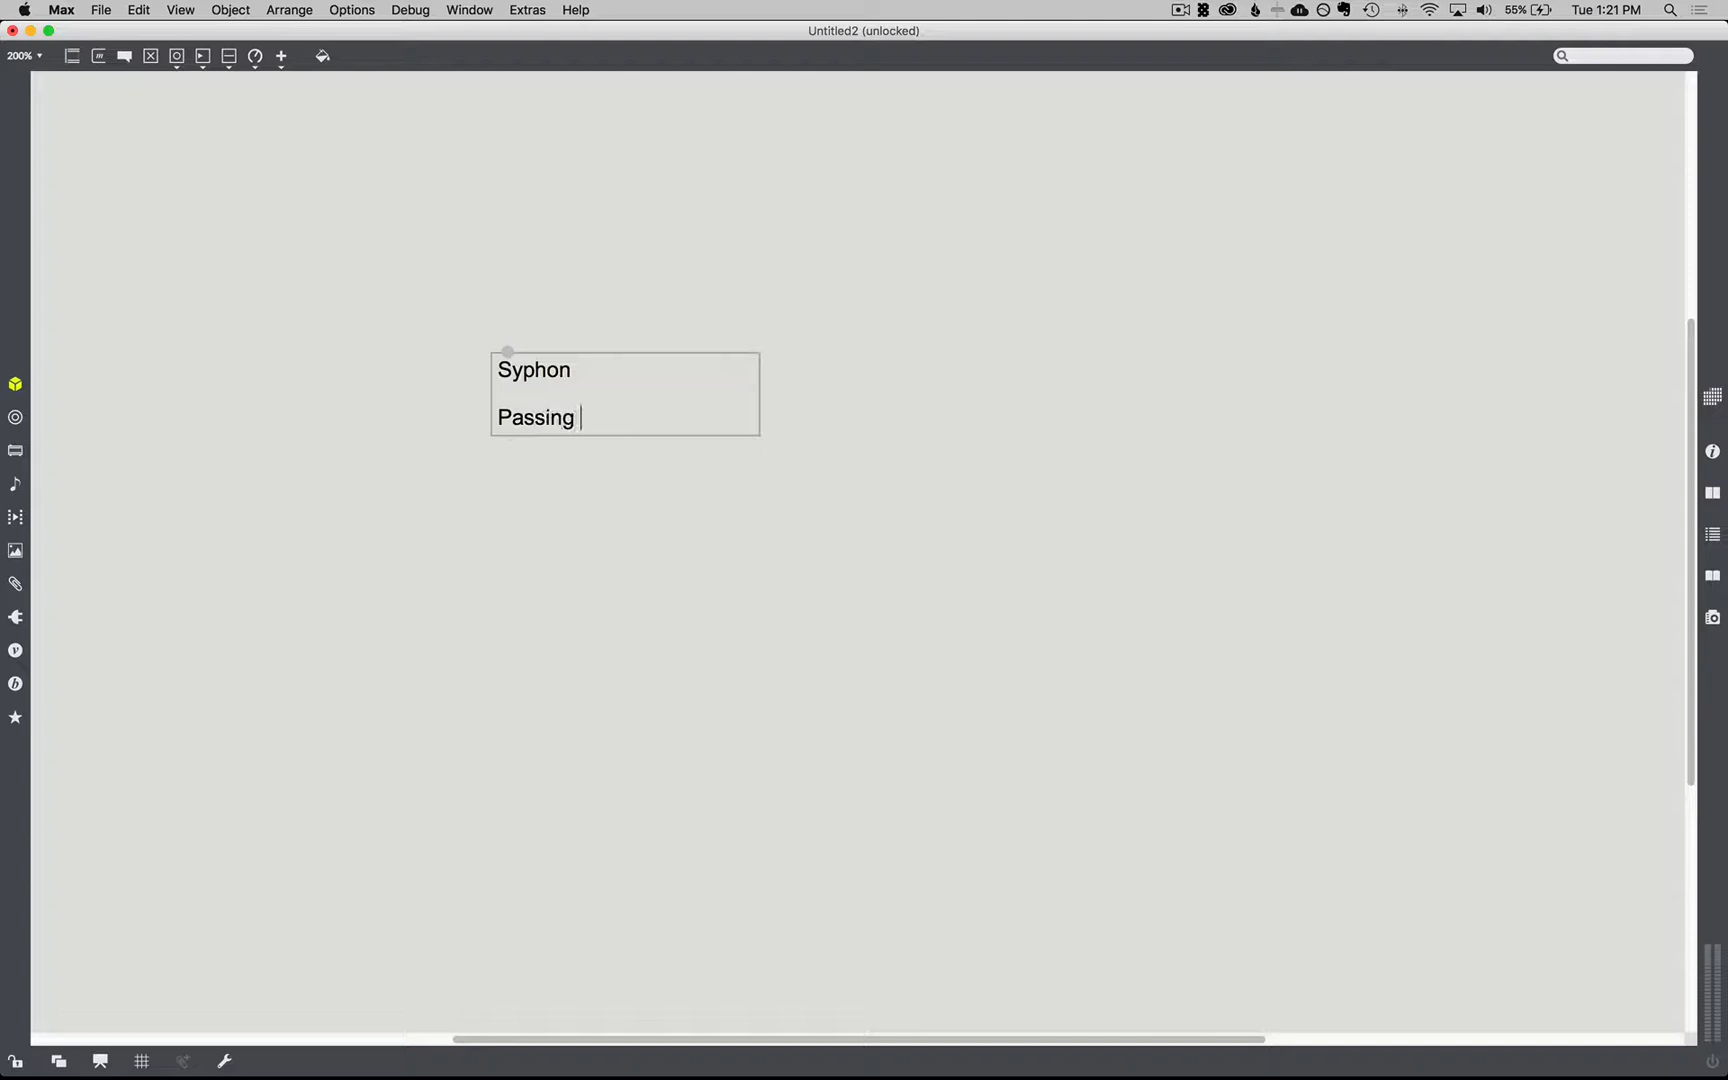 Max File Edit View Object Arrange Options Debug Window Extras Help 55% Tue 1:21 PM
Untitled2 (unlocked)
200%
Syphon
Passing